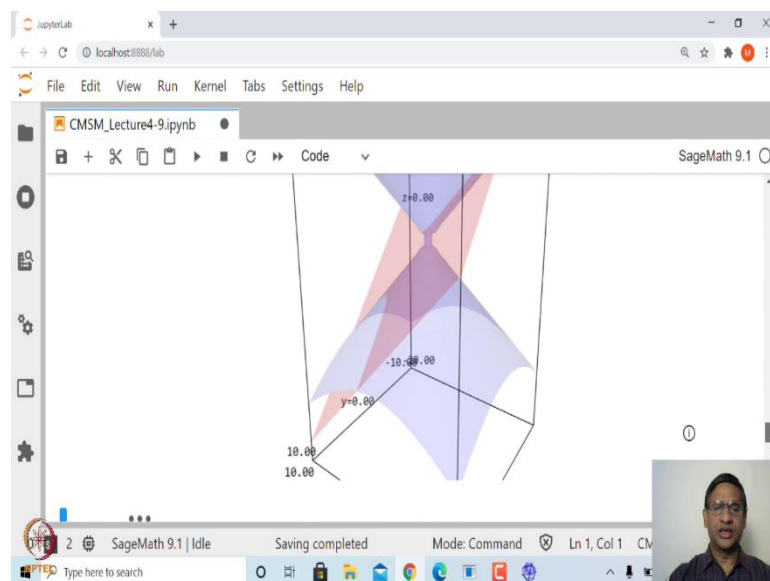 JupyterLab
localhost:8888/lab
M
File Edit View Run Kernel Tabs Settings Help
CMSM_Lecture4-9.ipynb
Code
SageMath 9.1
z=0.00
y=0.00
10.00
10.00
2 SageMath 9.1 | Idle Saving completed Mode: Command Ln 1, Col 1 CM
NPTEL
Type here to search